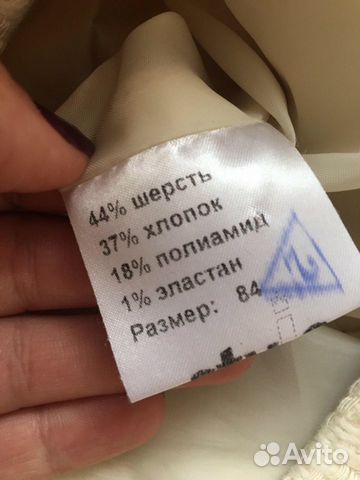 44% шерсть
37% хлопок
18% полиамид
1% эластан
Размер: 84
Avito